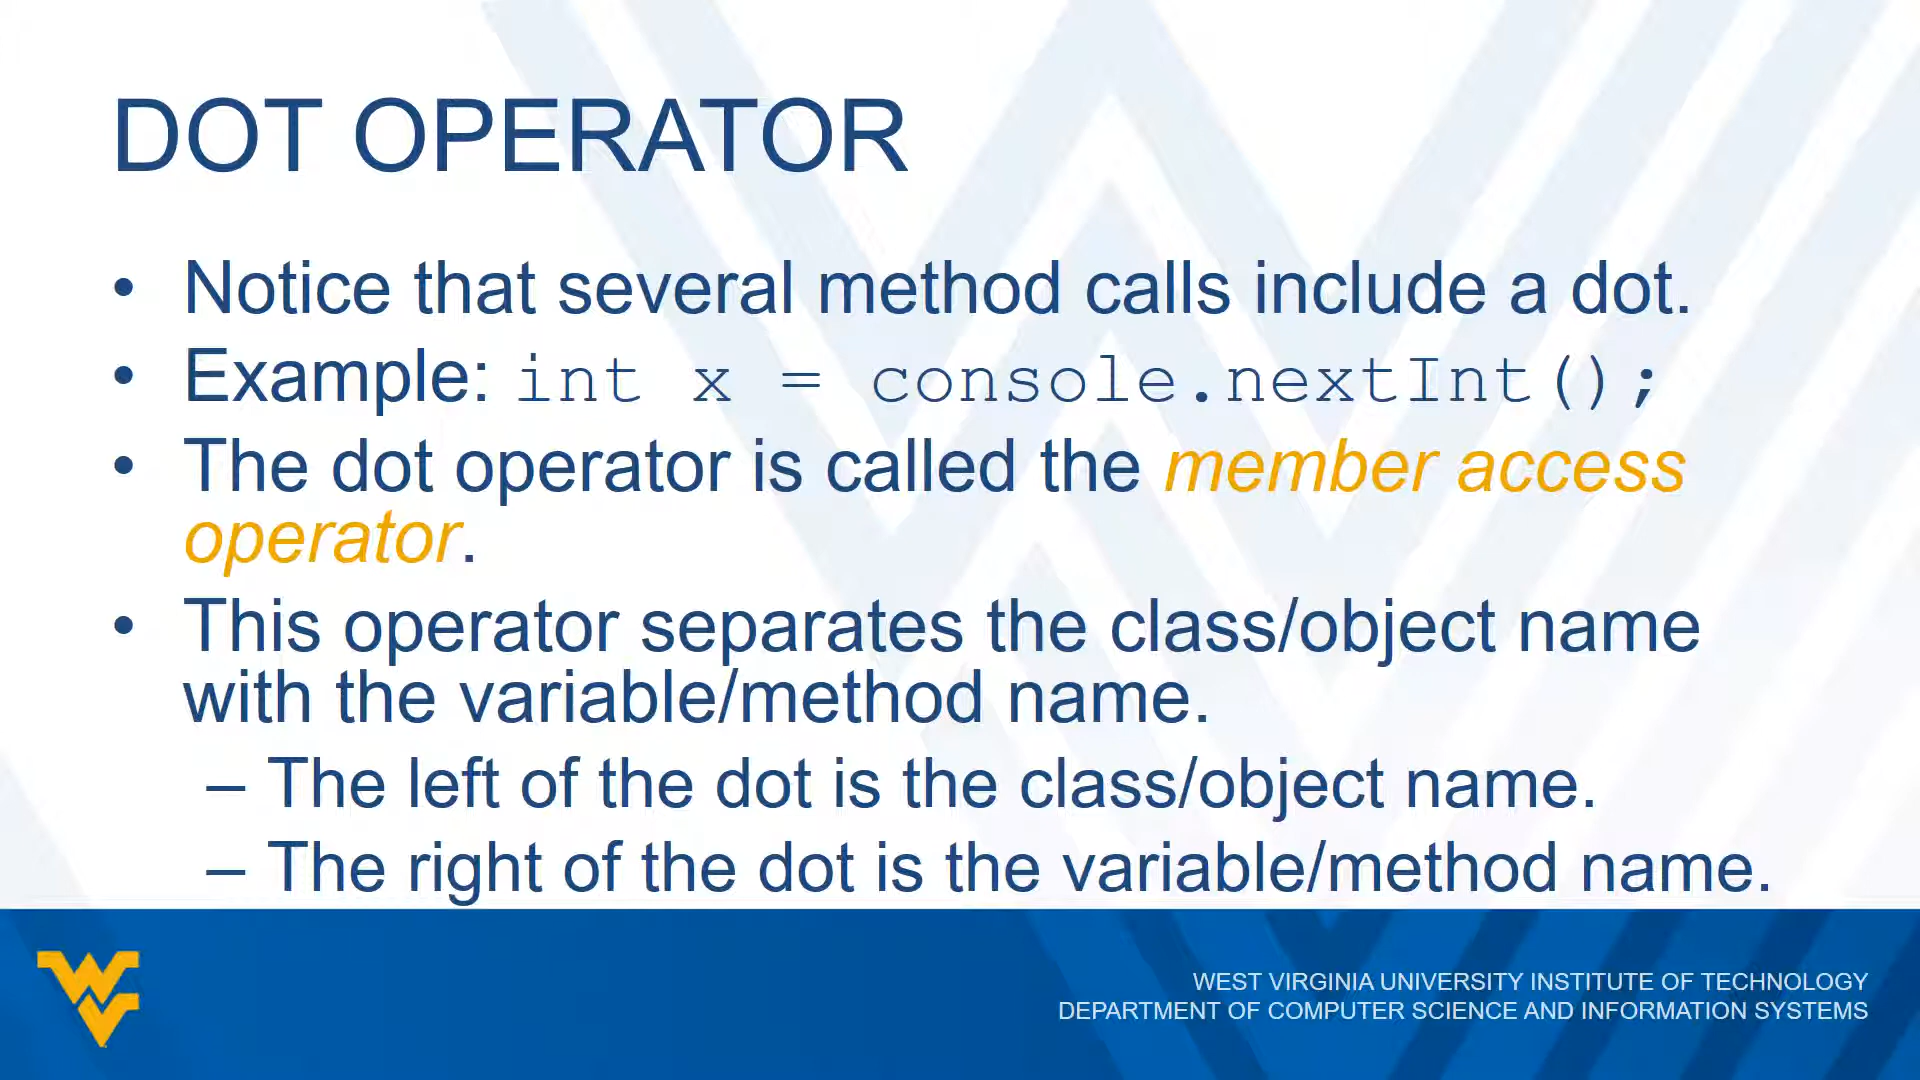 DOT OPERATOR
• Notice that several method calls include a dot.
• Example: int x = console.nextInt();
• The dot operator is called the member access
operator.
• This operator separates the class/object name
with the variable/method name.
– The left of the dot is the class/object name.
– The right of the dot is the variable/method name.
WEST VIRGINIA UNIVERSITY INSTITUTE OF TECHNOLOGY
DEPARTMENT OF COMPUTER SCIENCE AND INFORMATION SYSTEMS